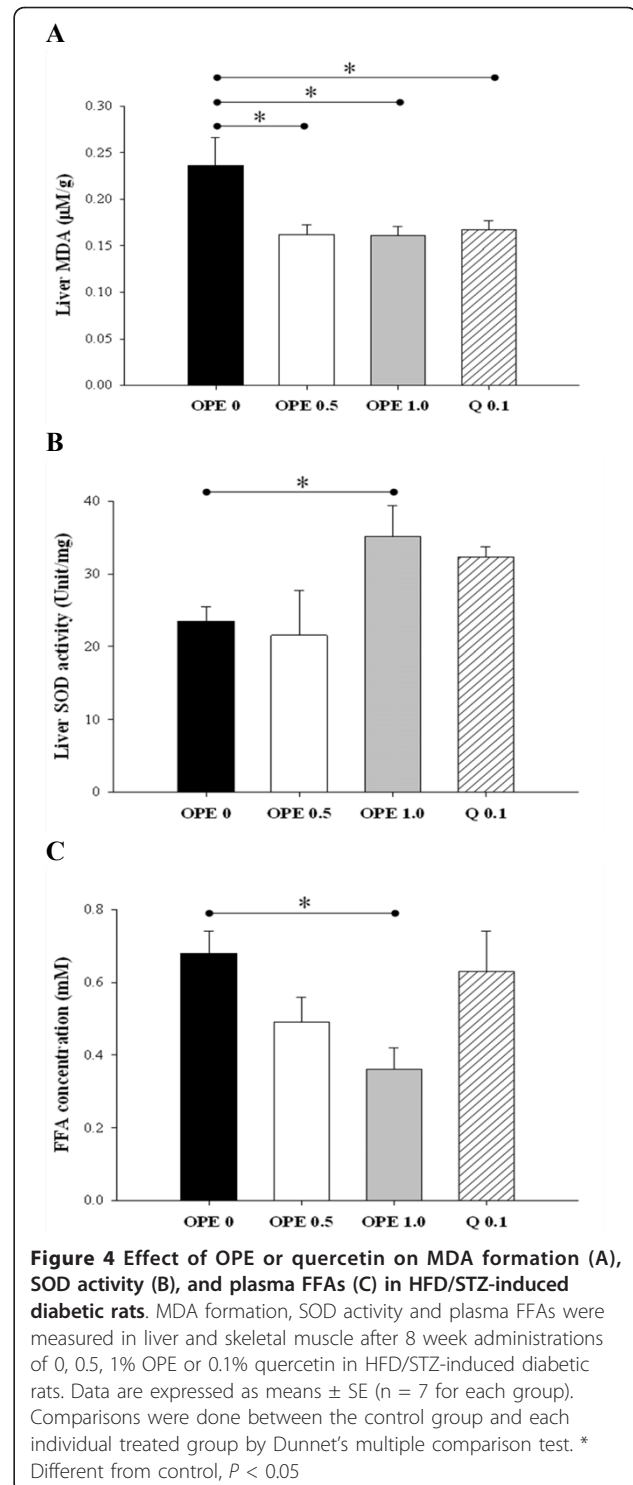 A
*
*
*
0.30
0.25
0.20
0.15
0.10
0.05
0.00
Liver MDA (μM/g)
OPE 0 OPE 0.5 OPE 1.0 Q 0.1
B
*
40
30
20
10
0
Liver SOD activity (Unit/mg)
OPE 0 OPE 0.5 OPE 1.0 Q 0.1
C
*
0.8
0.6
0.4
0.2
0.0
FFA concentration (mM)
OPE 0 OPE 0.5 OPE 1.0 Q 0.1
Figure 4 Effect of OPE or quercetin on MDA formation (A),
SOD activity (B), and plasma FFAs (C) in HFD/STZ-induced
diabetic rats. MDA formation, SOD activity and plasma FFAs were
measured in liver and skeletal muscle after 8 week administrations
of 0, 0.5, 1% OPE or 0.1% quercetin in HFD/STZ-induced diabetic
rats. Data are expressed as means ± SE (n = 7 for each group).
Comparisons were done between the control group and each
individual treated group by Dunnet's multiple comparison test. *
Different from control, P < 0.05